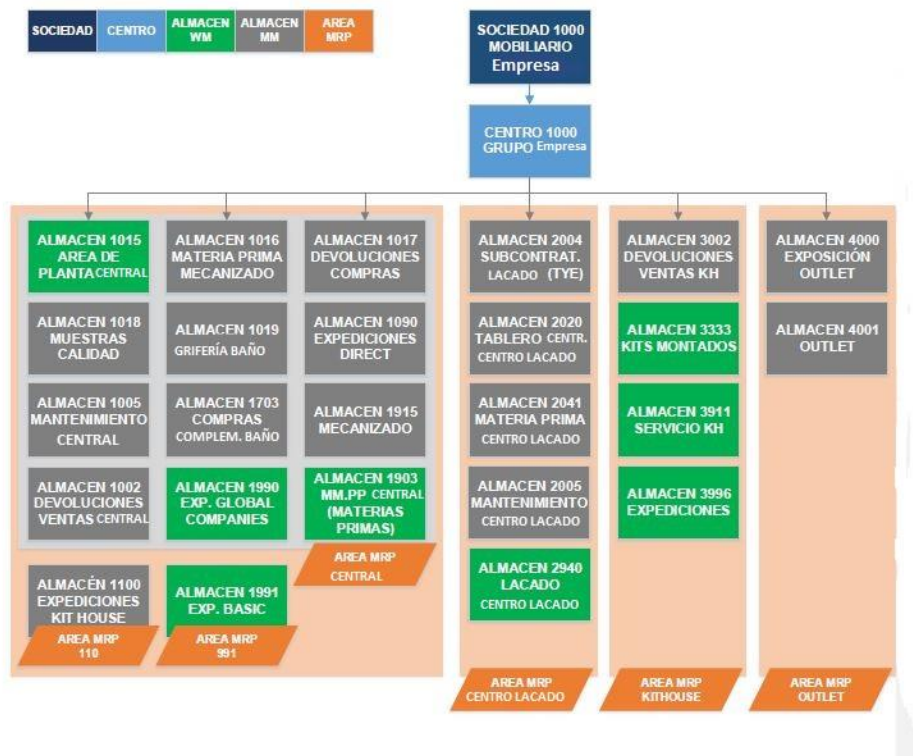 SOCIEDAD
CENTRO
ALMACEN
WM
ALMACEN
MM
AREA
MRP
SOCIEDAD 1000
MOBILIARIO
Empresa
CENTRO 1000
GRUPO Empresa
ALMACEN 1015
AREA DE
PLANTA CENTRAL
ALMACEN 1016
MATERIA PRIMA
MECANIZADO
ALMACEN 1017
DEVOLUCIONES
COMPRAS
ALMACEN 1018
MUESTRAS
CALIDAD
ALMACEN 1019
GRIFERÍA BAÑO
ALMACEN 1090
EXPEDICIONES
DIRECT
ALMACEN 1005
MANTENIMIENTO
CENTRAL
ALMACEN 1703
COMPRAS
COMPLEM. BAÑO
ALMACEN 1915
MECANIZADO
ALMACEN 1002
DEVOLUCIONES
VENTAS CENTRAL
ALMACEN 1990
EXP. GLOBAL
COMPANIES
ALMACEN 1903
MM.PP CENTRAL
(MATERIAS
PRIMAS)
AREA MRP
CENTRAL
ALMACÉN 1100
EXPEDICIONES
KIT HOUSE
AREA MRP
110
ALMACEN 1991
EXP. BASIC
AREA MRP
991
ALMACEN 2004
SUBCONTRAT.
LACADO (TYE)
ALMACEN 2020
TABLERO CENTR.
CENTRO LACADO
ALMACEN 2041
MATERIA PRIMA
CENTRO LACADO
ALMACEN 2005
MANTENIMIENTO
CENTRO LACADO
ALMACEN 2940
LACADO
CENTRO LACADO
AREA MRP
CENTRO LACADO
ALMACEN 3002
DEVOLUCIONES
VENTAS KH
ALMACEN 3333
KITS MONTADOS
ALMACEN 3911
SERVICIO KH
ALMACEN 3996
EXPEDICIONES
AREA MRP
KITHOUSE
ALMACEN 4000
EXPOSICIÓN
OUTLET
ALMACEN 4001
OUTLET
AREA MRP
OUTLET